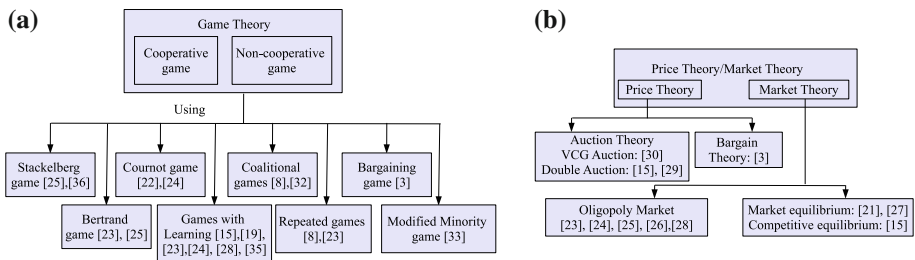 (a)
Game Theory
Cooperative
game
Non-cooperative
game
Using
Stackelberg
game [25],[36]
Cournot game
[22],[24]
Coalitional
games [8],[32]
Bargaining
game [3]
Bertrand
game [23], [25]
Games with
Learning [15],[19],
[23],[24], [28], [35]
Repeated games
[8],[23]
Modified Minority
game [33]
(b)
Price Theory/Market Theory
Price Theory
Market Theory
Auction Theory
VCG Auction: [30]
Double Auction: [15], [29]
Bargain
Theory: [3]
Oligopoly Market
[23], [24], [25], [26],[28]
Market equilibrium: [21], [27]
Competitive equilibrium: [15]